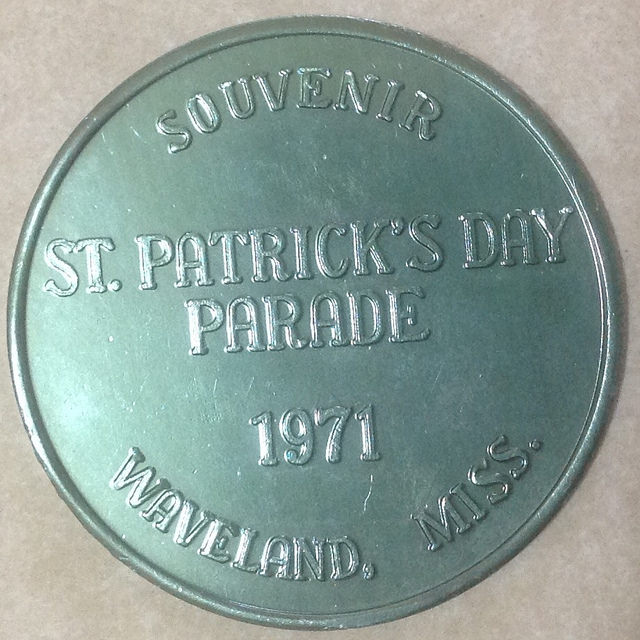 SOUVENIR
ST. PATRICK'S DAY
PARADE
1971
WAVELAND, MISS.